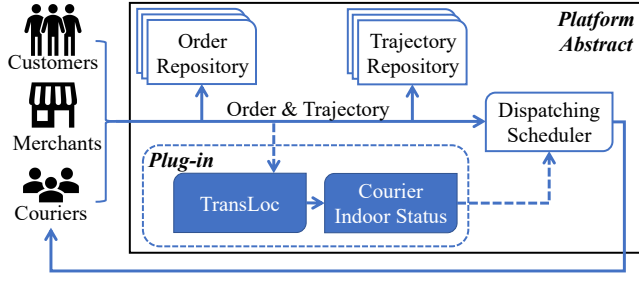 Customers
Merchants
Couriers
Platform
Abstract
Order
Repository
Trajectory
Repository
Order & Trajectory
Dispatching
Scheduler
Plug-in
TransLoc
Courier
Indoor Status